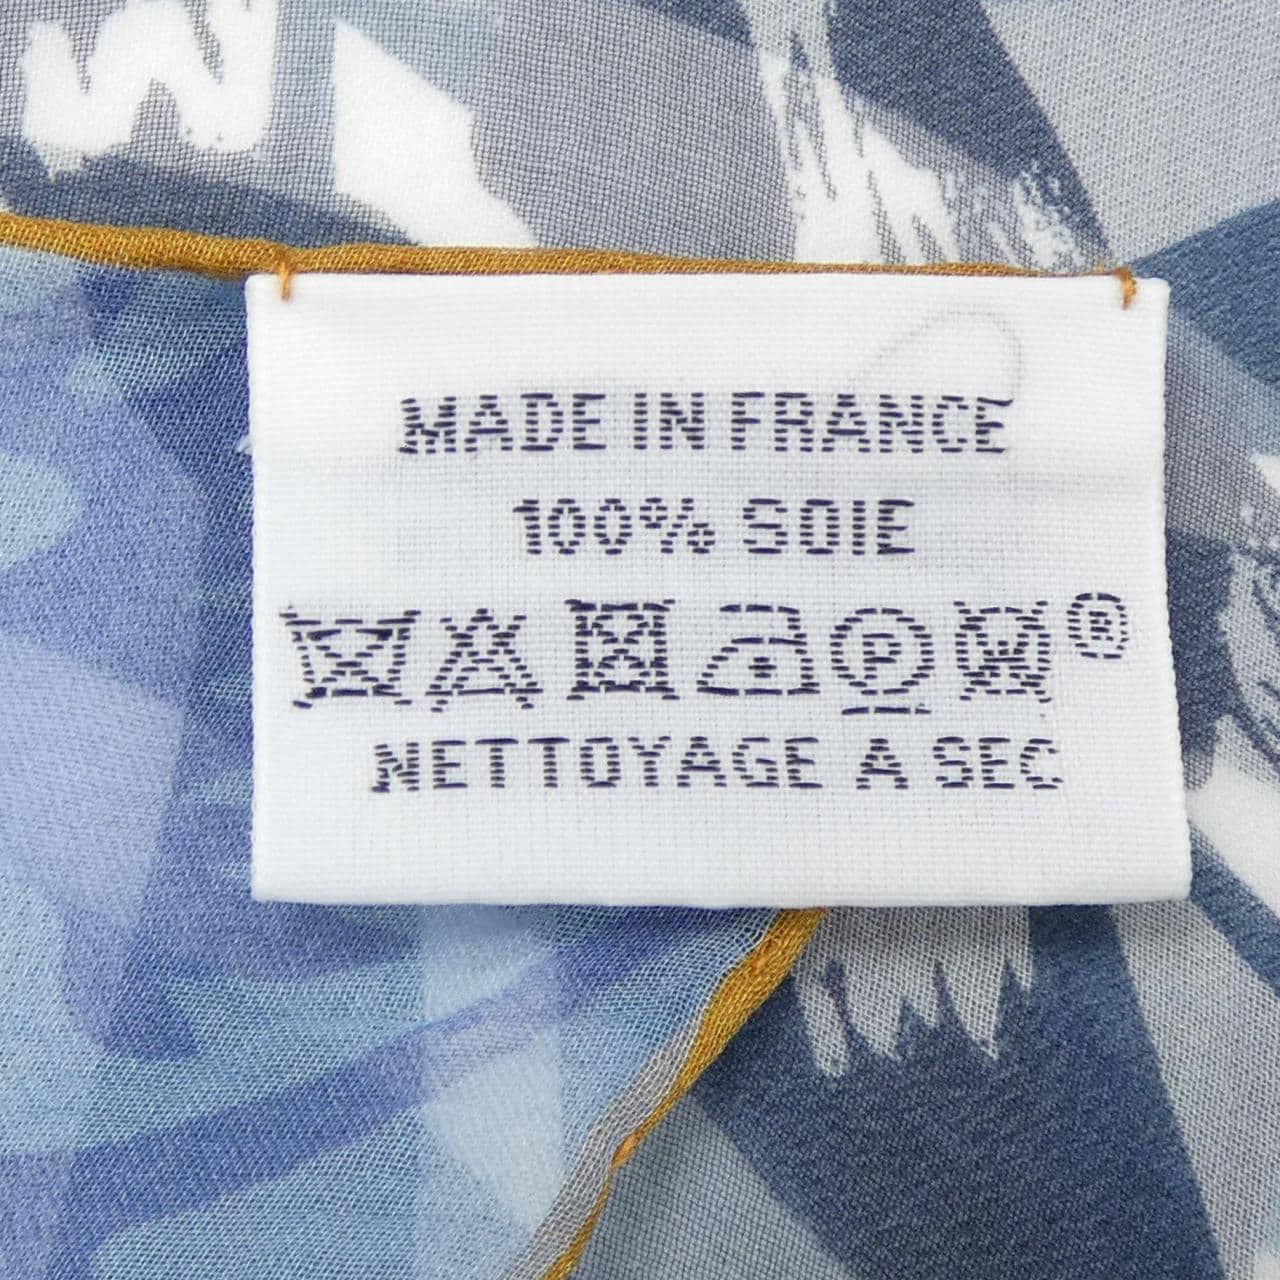 MADE IN FRANCE
100% SOIE
P ®
NETTOYAGE A SEC